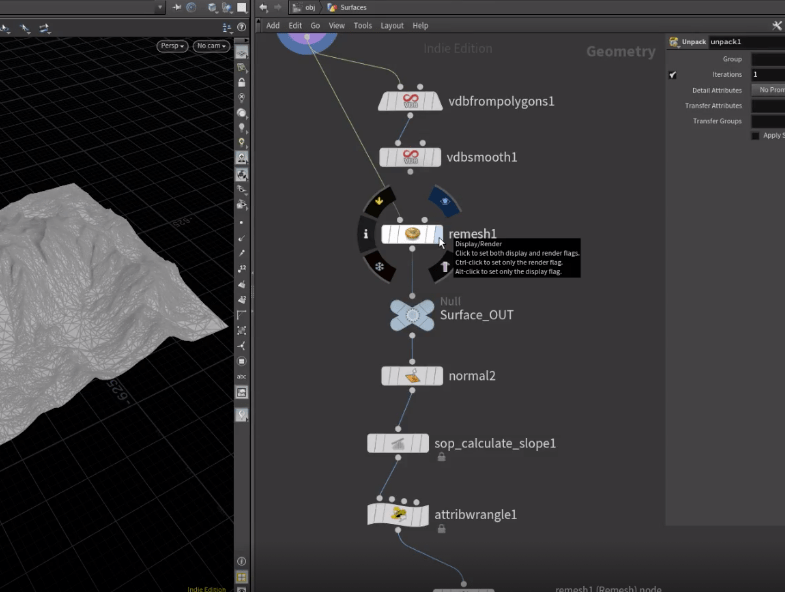 obj
Surfaces
Add Edit Go View Tools Layout Help
Persp
No cam
Indie Edition
Geometry
Unpack unpack1
Group
Iterations 1
Detail Attributes No Prom
Transfer Attributes
Transfer Groups
Apply S
vdbfrompolygons1
vdbsmooth1
remesh1
Display/Render
Click to set both display and render flags.
Ctrl-click to set only the render flag.
Alt-click to set only the display flag.
Null
Surface_OUT
normal2
sop_calculate_slope1
attribwrangle1
remesh1 (Remesh) node
-625
abc
Indie Edition